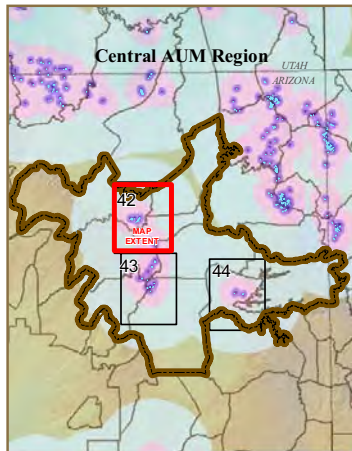 Central AUM Region
UTAH
ARIZONA
42
MAP
EXTENT
43
44